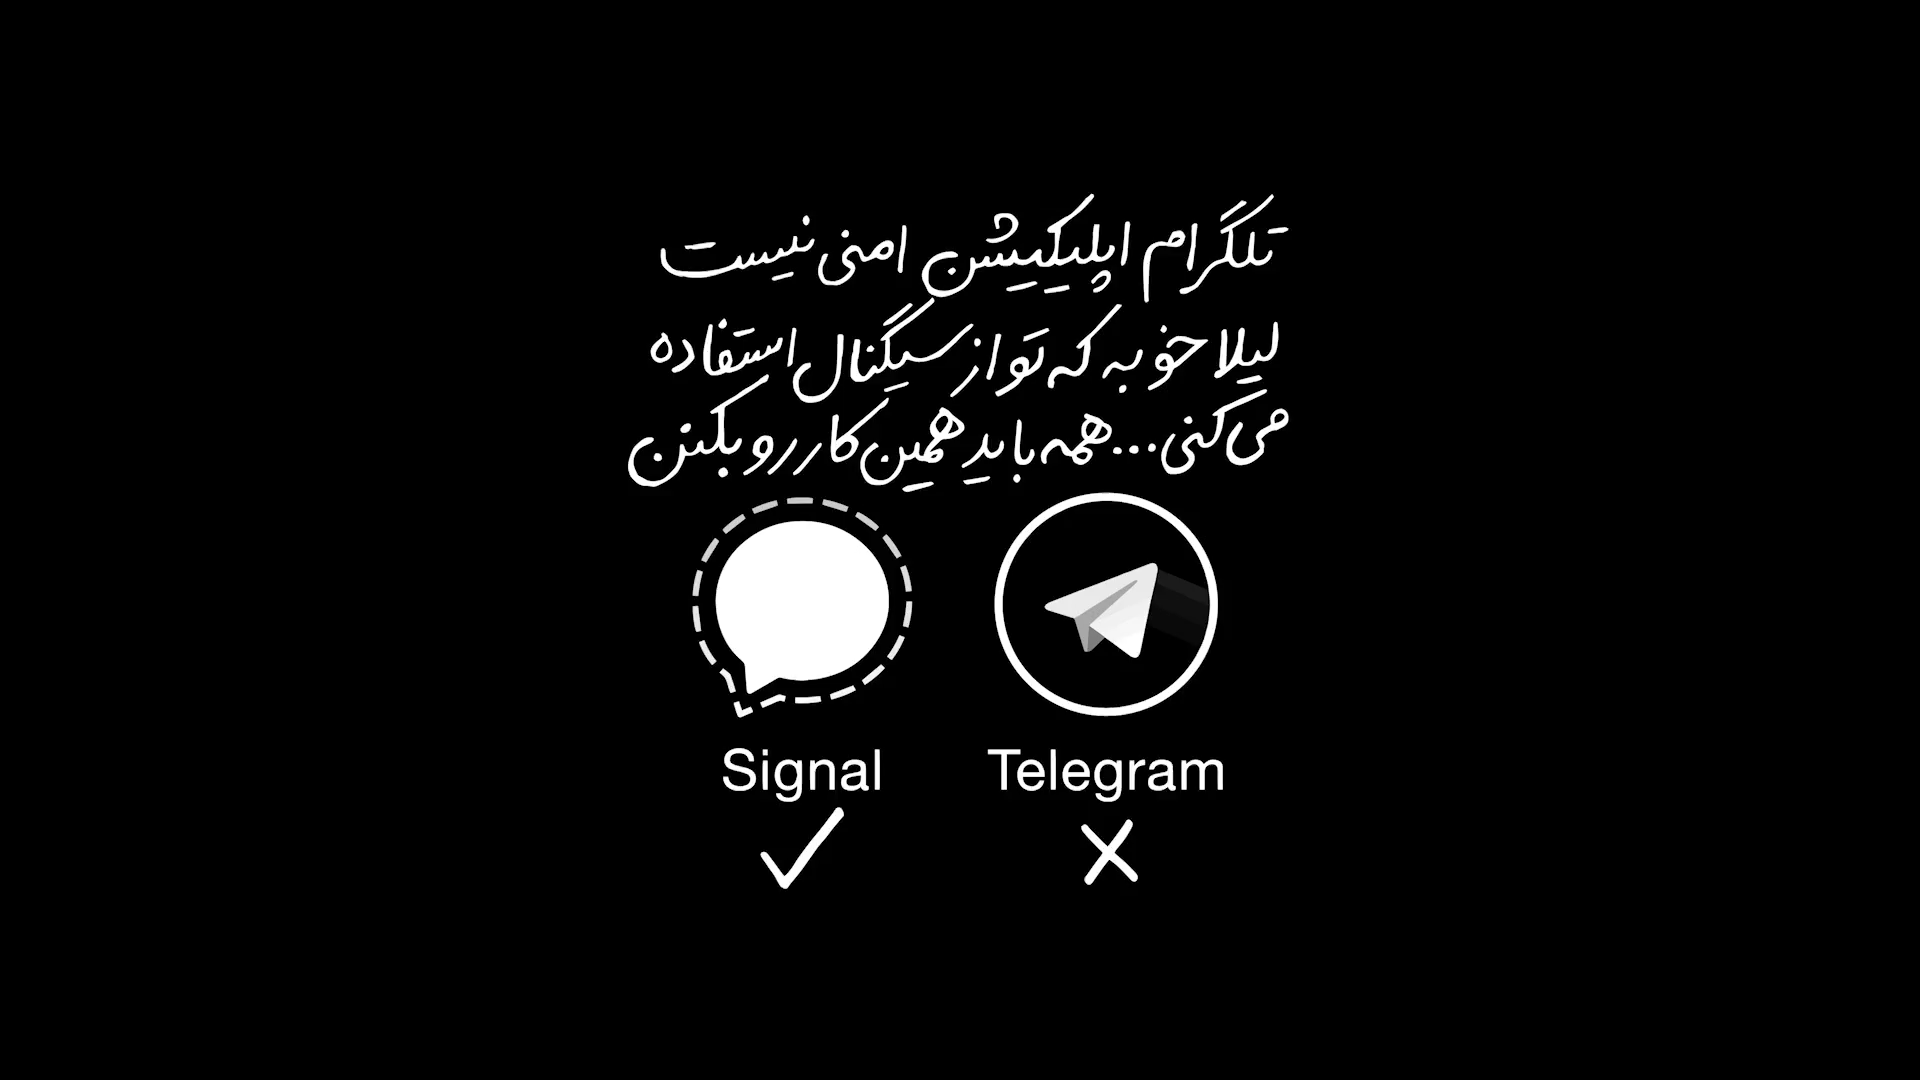 تلگرام اپلیکیشن امنی نیست
لیلا خوبه که تو از سیگنال استفاده
می‌کنی...همه باید همین کار رو بکنن
Signal
Telegram